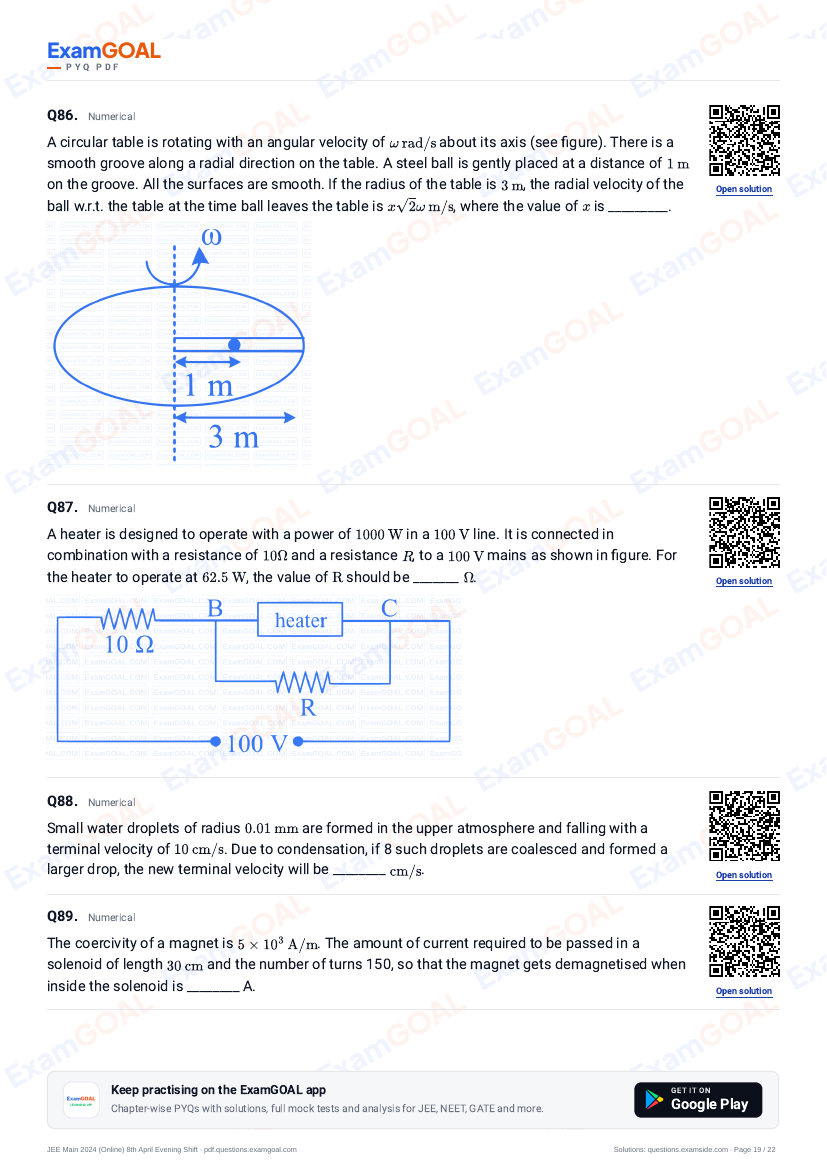 ExamGOAL
PYQ PDF
Q86. Numerical
A circular table is rotating with an angular velocity of ω rad/s about its axis (see figure). There is a
smooth groove along a radial direction on the table. A steel ball is gently placed at a distance of 1 m
on the groove. All the surfaces are smooth. If the radius of the table is 3 m, the radial velocity of the
ball w.r.t. the table at the time ball leaves the table is x√2ω m/s, where the value of x is _________.
Open solution
ω
1 m
3 m
Q87. Numerical
A heater is designed to operate with a power of 1000 W in a 100 V line. It is connected in
combination with a resistance of 10Ω and a resistance R, to a 100 V mains as shown in figure. For
the heater to operate at 62.5 W, the value of R should be _______ Ω.
Open solution
B
heater
C
10 Ω
R
100 V
Q88. Numerical
Small water droplets of radius 0.01 mm are formed in the upper atmosphere and falling with a
terminal velocity of 10 cm/s. Due to condensation, if 8 such droplets are coalesced and formed a
larger drop, the new terminal velocity will be ________ cm/s.
Open solution
Q89. Numerical
The coercivity of a magnet is 5 × 10³ A/m. The amount of current required to be passed in a
solenoid of length 30 cm and the number of turns 150, so that the magnet gets demagnetised when
inside the solenoid is ________ A.
Open solution
ExamGOAL
Keep practising on the ExamGOAL app
Chapter-wise PYQs with solutions, full mock tests and analysis for JEE, NEET, GATE and more.
GET IT ON
Google Play
JEE Main 2024 (Online) 8th April Evening Shift · pdf.questions.examgoal.com
Solutions: questions.examside.com · Page 19 / 22